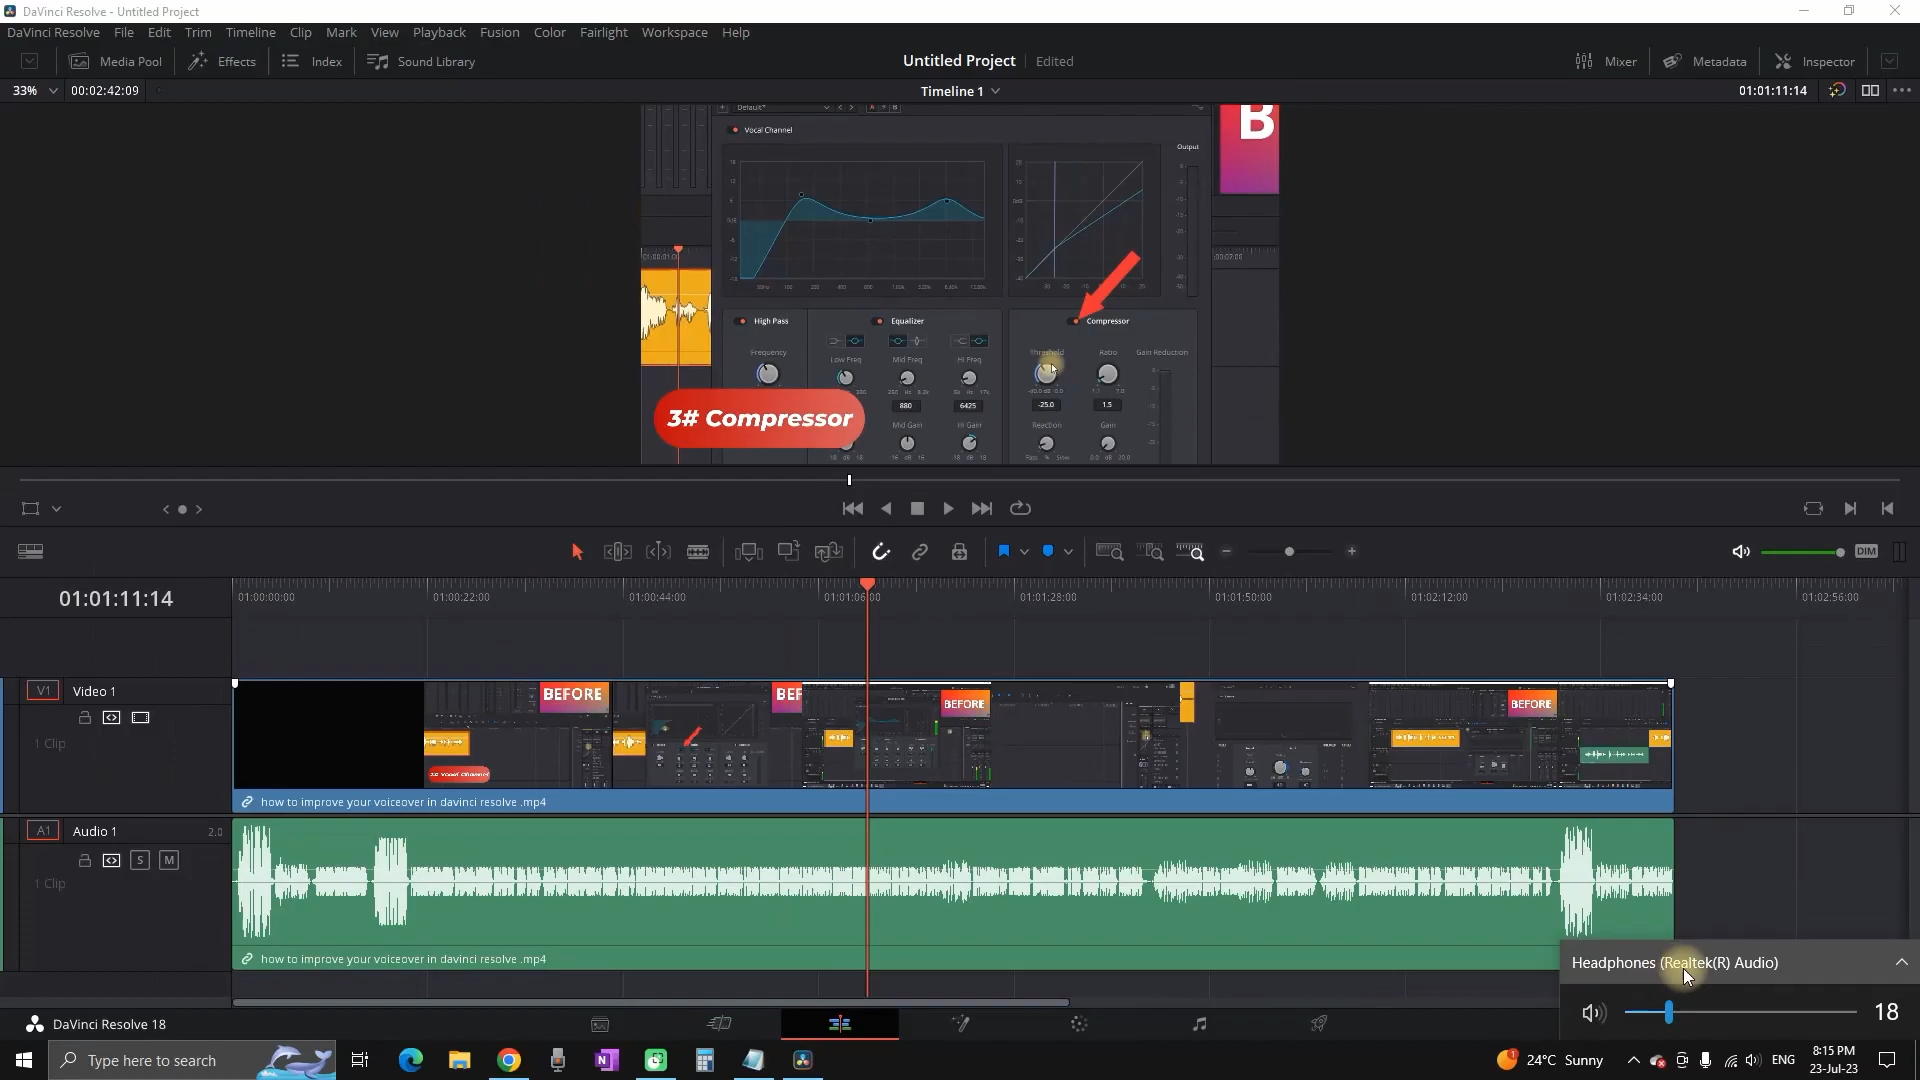 DaVinci Resolve - Untitled Project
DaVinci Resolve File Edit Trim Timeline Clip Mark View Playback Fusion Color Fairlight Workspace Help
Media Pool Effects Index Sound Library
Untitled Project Edited
Mixer Metadata Inspector
33% 00:02:42:09
Timeline 1
01:01:11:14
Default*
B
Vocal Channel
Output
High Pass Equalizer Compressor
Frequency Low Freq Mid Freq Hi Freq Threshold Ratio Gain Reduction
880 6425 -25.0 1.5
Mid Gain Hi Gain Reaction Gain
3# Compressor
DIM
01:01:11:14
01:00:00:00 01:00:22:00 01:00:44:00 01:01:06:00 01:01:28:00 01:01:50:00 01:02:12:00 01:02:34:00 01:02:56:00
V1 Video 1
1 Clip
BEFORE
BEF
BEFORE
BEFORE
how to improve your voiceover in davinci resolve .mp4
A1 Audio 1 2.0
S M
1 Clip
how to improve your voiceover in davinci resolve .mp4
Headphones (Realtek(R) Audio)
18
DaVinci Resolve 18
Type here to search
24°C Sunny
ENG
8:15 PM
23-Jul-23